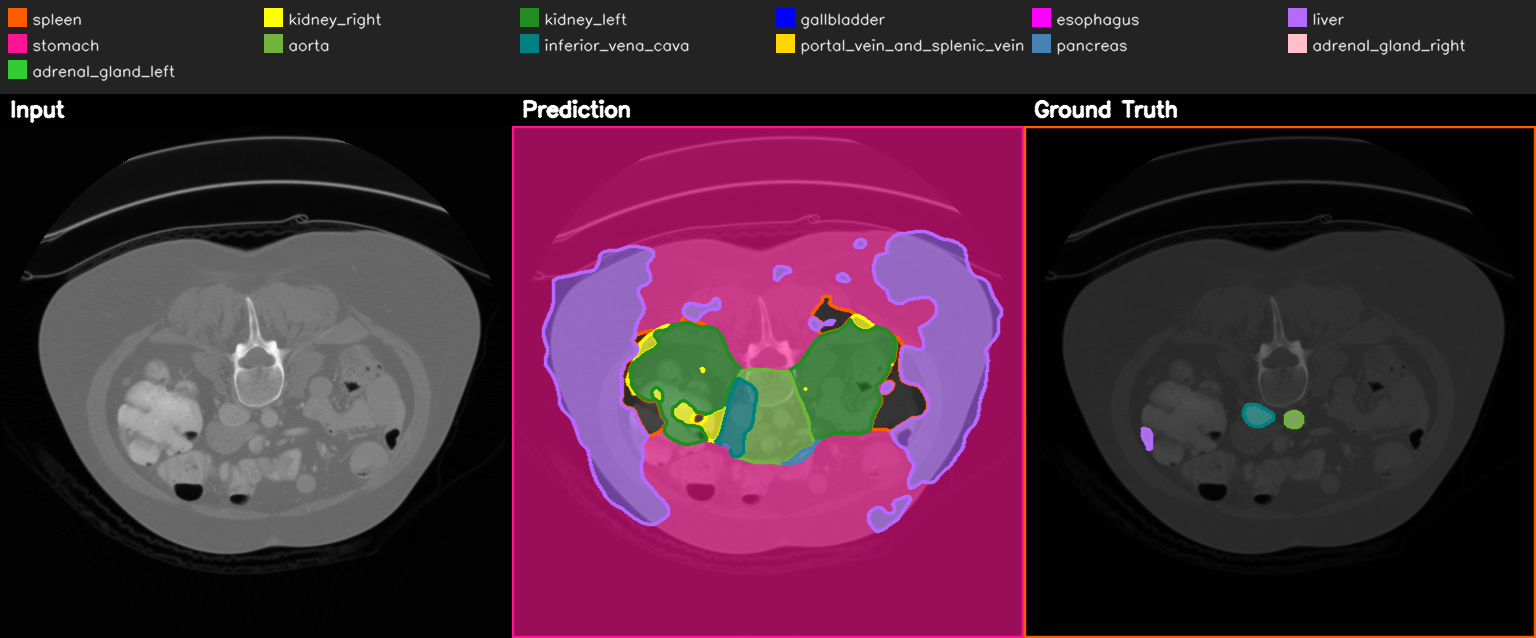 spleen kidney_right kidney_left gallbladder esophagus liver
stomach aorta inferior_vena_cava portal_vein_and_splenic_vein pancreas adrenal_gland_right
adrenal_gland_left
Input Prediction Ground Truth